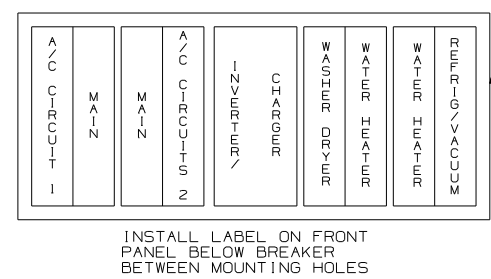 A/C CIRCUIT 1
MAIN
MAIN
A/C CIRCUITS 2
INVERTER/
CHARGER
WASHER DRYER
WATER HEATER
WATER HEATER
REFRIG/VACUUM
INSTALL LABEL ON FRONT
PANEL BELOW BREAKER
BETWEEN MOUNTING HOLES